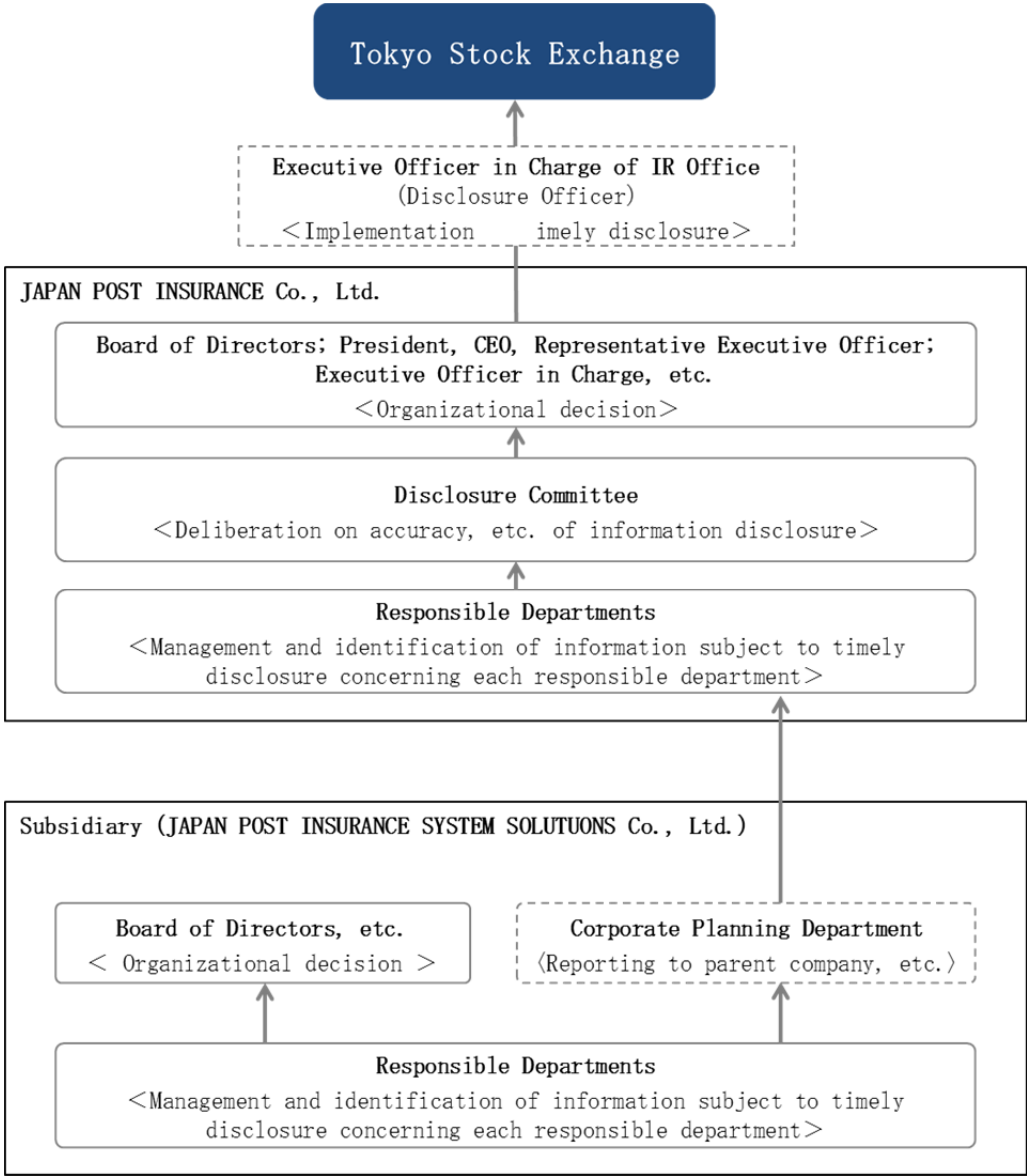 Tokyo Stock Exchange
Executive Officer in Charge of IR Office
(Disclosure Officer)
＜Implementation imely disclosure＞
JAPAN POST INSURANCE Co., Ltd.
Board of Directors; President, CEO, Representative Executive Officer;
Executive Officer in Charge, etc.
＜Organizational decision＞
Disclosure Committee
＜Deliberation on accuracy, etc. of information disclosure＞
Responsible Departments
＜Management and identification of information subject to timely
disclosure concerning each responsible department＞
Subsidiary (JAPAN POST INSURANCE SYSTEM SOLUTUONS Co., Ltd.)
Board of Directors, etc.
＜ Organizational decision ＞
Corporate Planning Department
〈Reporting to parent company, etc.〉
Responsible Departments
＜Management and identification of information subject to timely
disclosure concerning each responsible department＞